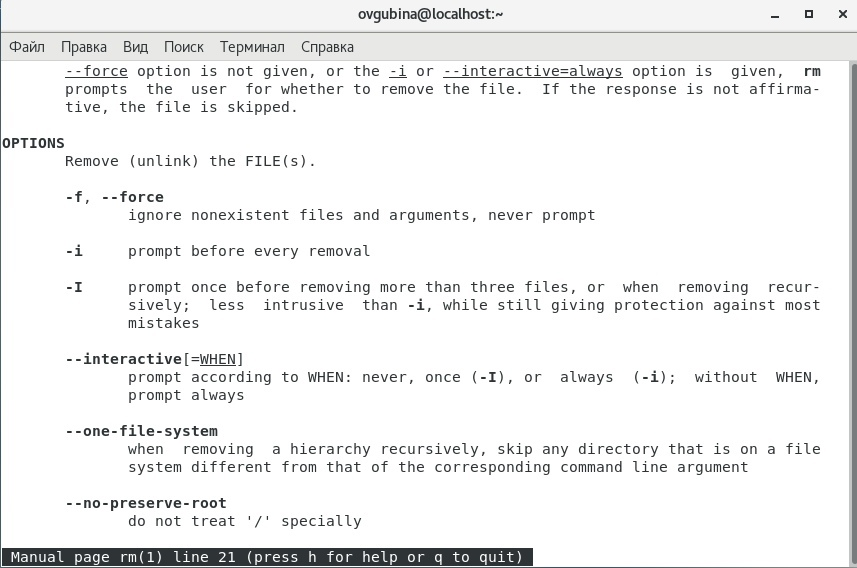 ovgubina@localhost:~
Файл Правка Вид Поиск Терминал Справка
--force option is not given, or the -i or --interactive=always option is  given,  rm
prompts  the  user  for whether to remove the file.  If the response is not affirma-
tive, the file is skipped.
OPTIONS
Remove (unlink) the FILE(s).
-f, --force
ignore nonexistent files and arguments, never prompt
-i     prompt before every removal
-I     prompt once before removing more than three files, or  when  removing  recur-
sively;  less  intrusive  than -i, while still giving protection against most
mistakes
--interactive[=WHEN]
prompt according to WHEN: never, once (-I), or  always  (-i);  without  WHEN,
prompt always
--one-file-system
when  removing  a hierarchy recursively, skip any directory that is on a file
system different from that of the corresponding command line argument
--no-preserve-root
do not treat '/' specially
Manual page rm(1) line 21 (press h for help or q to quit)